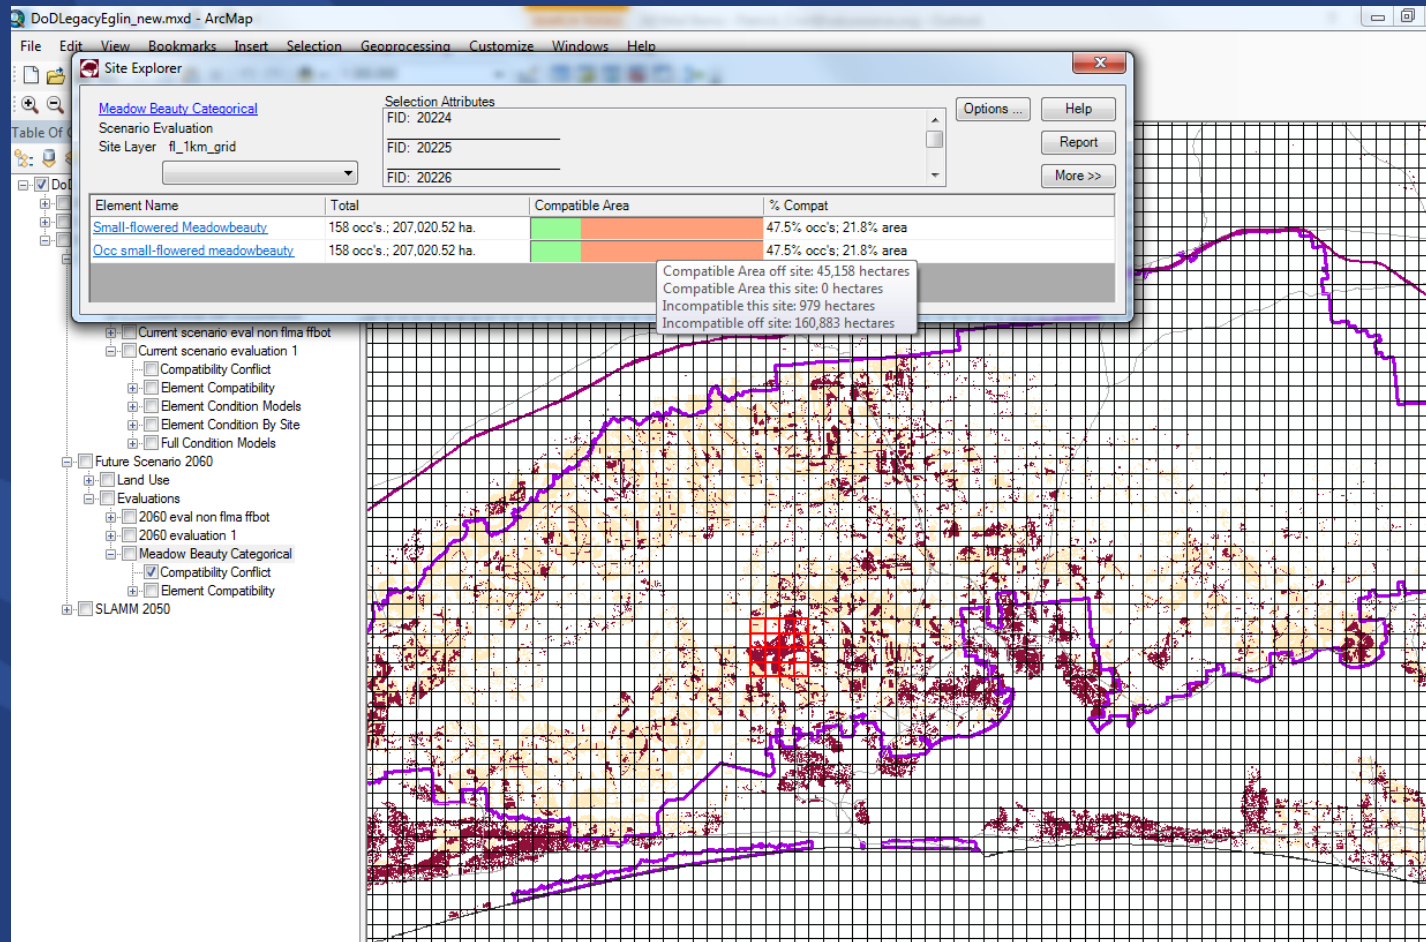 DoDLegacyEglin_new.mxd - ArcMap
File Edit View Bookmarks Insert Selection Geoprocessing Customize Windows Help
Site Explorer
Meadow Beauty Categorical
Scenario Evaluation
Site Layer fl_1km_grid
Selection Attributes
FID: 20224
FID: 20225
FID: 20226
Options ...
Help
Report
More >>
Element Name Total Compatible Area % Compat
Small-flowered Meadowbeauty 158 occ's.; 207,020.52 ha. 47.5% occ's; 21.8% area
Occ small-flowered meadowbeauty 158 occ's.; 207,020.52 ha. 47.5% occ's; 21.8% area
Compatible Area off site: 45,158 hectares
Compatible Area this site: 0 hectares
Incompatible this site: 979 hectares
Incompatible off site: 160,883 hectares
Table Of
Current scenario eval non flma ffbot
Current scenario evaluation 1
Compatibility Conflict
Element Compatibility
Element Condition Models
Element Condition By Site
Full Condition Models
Future Scenario 2060
Land Use
Evaluations
2060 eval non flma ffbot
2060 evaluation 1
Meadow Beauty Categorical
Compatibility Conflict
Element Compatibility
SLAMM 2050